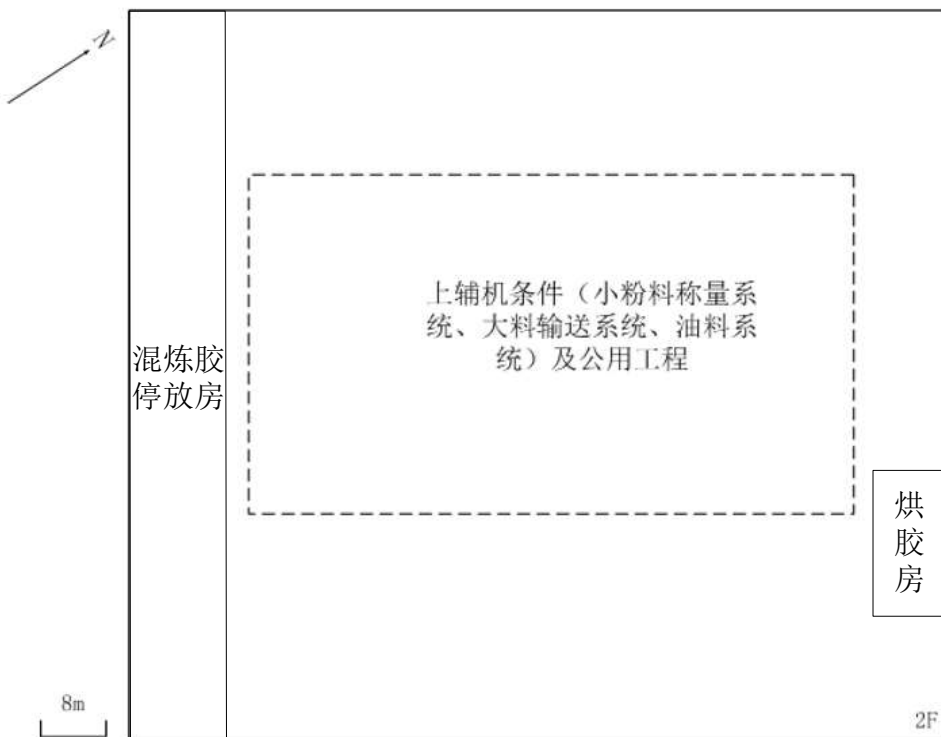 N
上辅机条件（小粉料称量系
统、大料输送系统、油料系
统）及公用工程
混炼胶
停放房
烘
胶
房
8m
2F